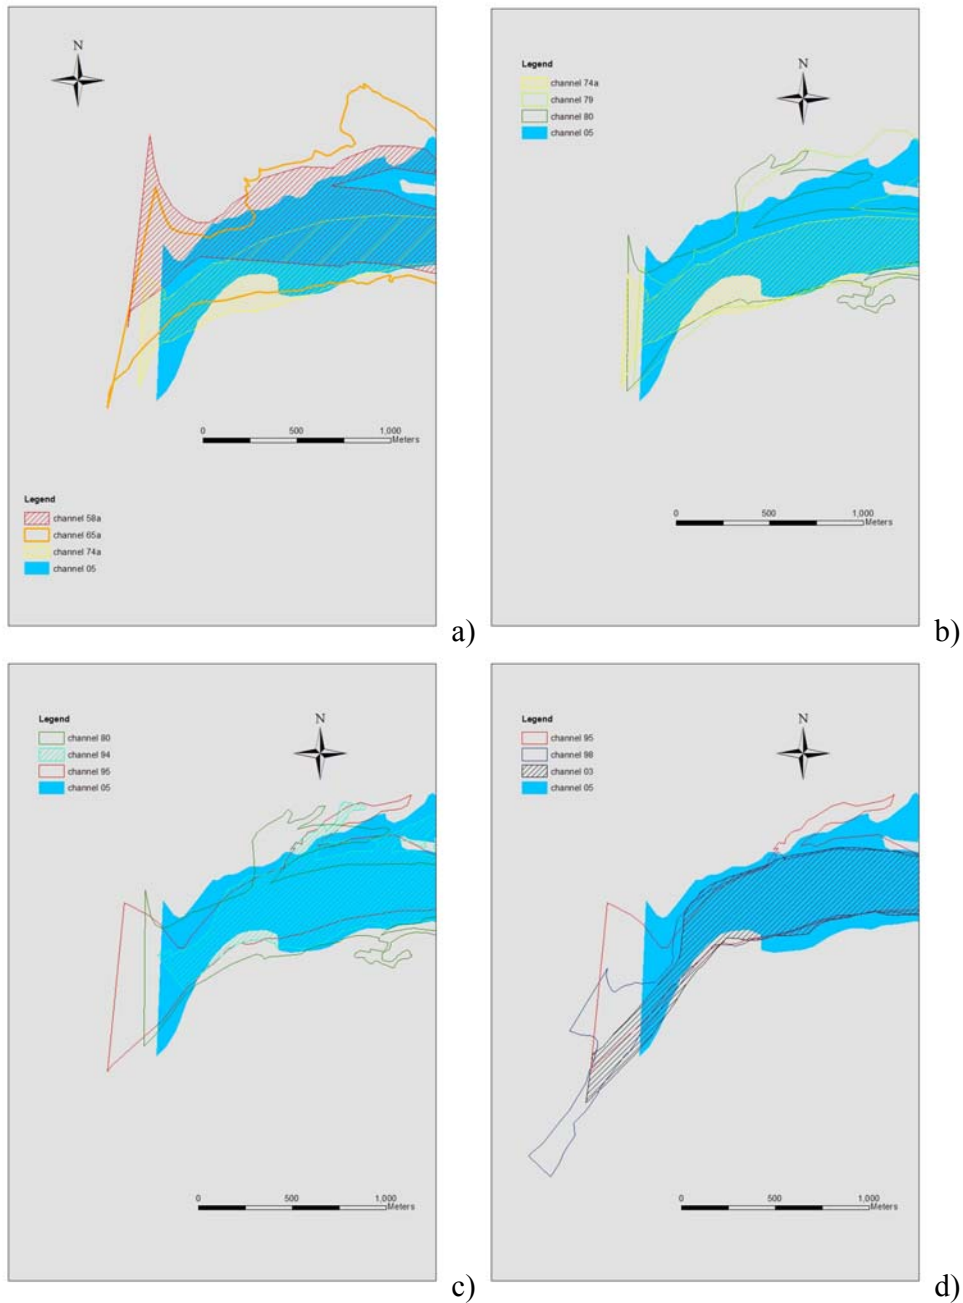 N
0 500 1,000
Meters
Legend
channel 58a
channel 65a
channel 74a
channel 05
a)
Legend
channel 74a
channel 79
channel 80
channel 05
N
0 500 1,000
Meters
b)
Legend
channel 80
channel 94
channel 95
channel 05
N
0 500 1,000
Meters
c)
Legend
channel 95
channel 98
channel 03
channel 05
N
0 500 1,000
Meters
d)